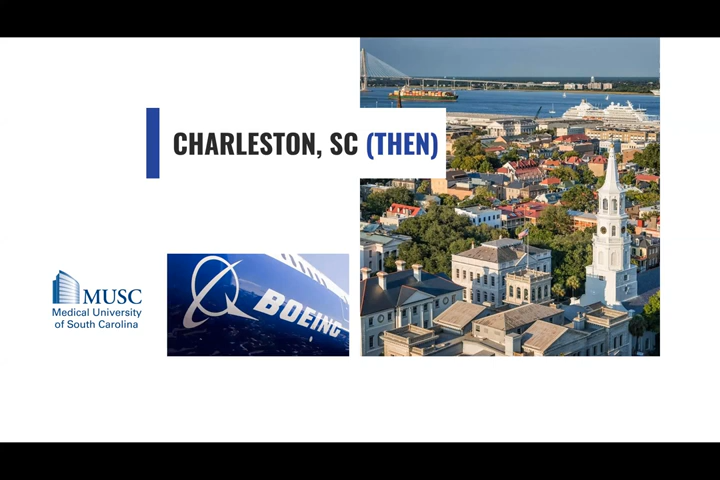 CHARLESTON, SC (THEN)
MUSC
Medical University
of South Carolina
BOEING